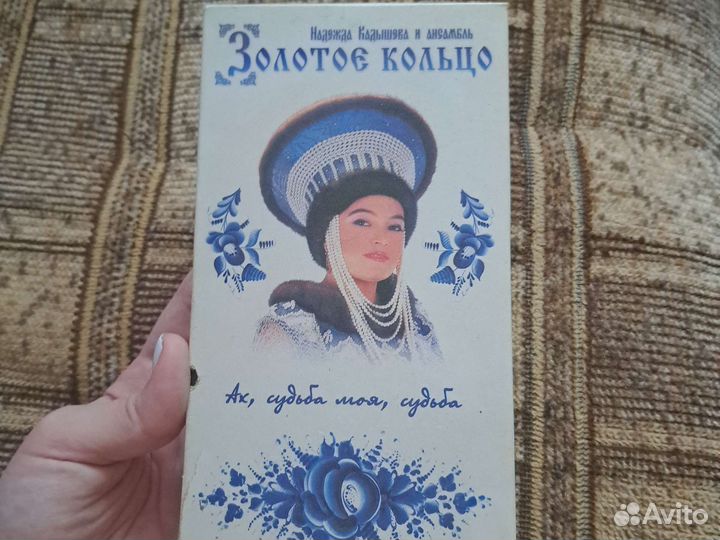 Надежда Кадышева и ансамбль
Золотое кольцо
Ах, судьба моя, судьба
Avito